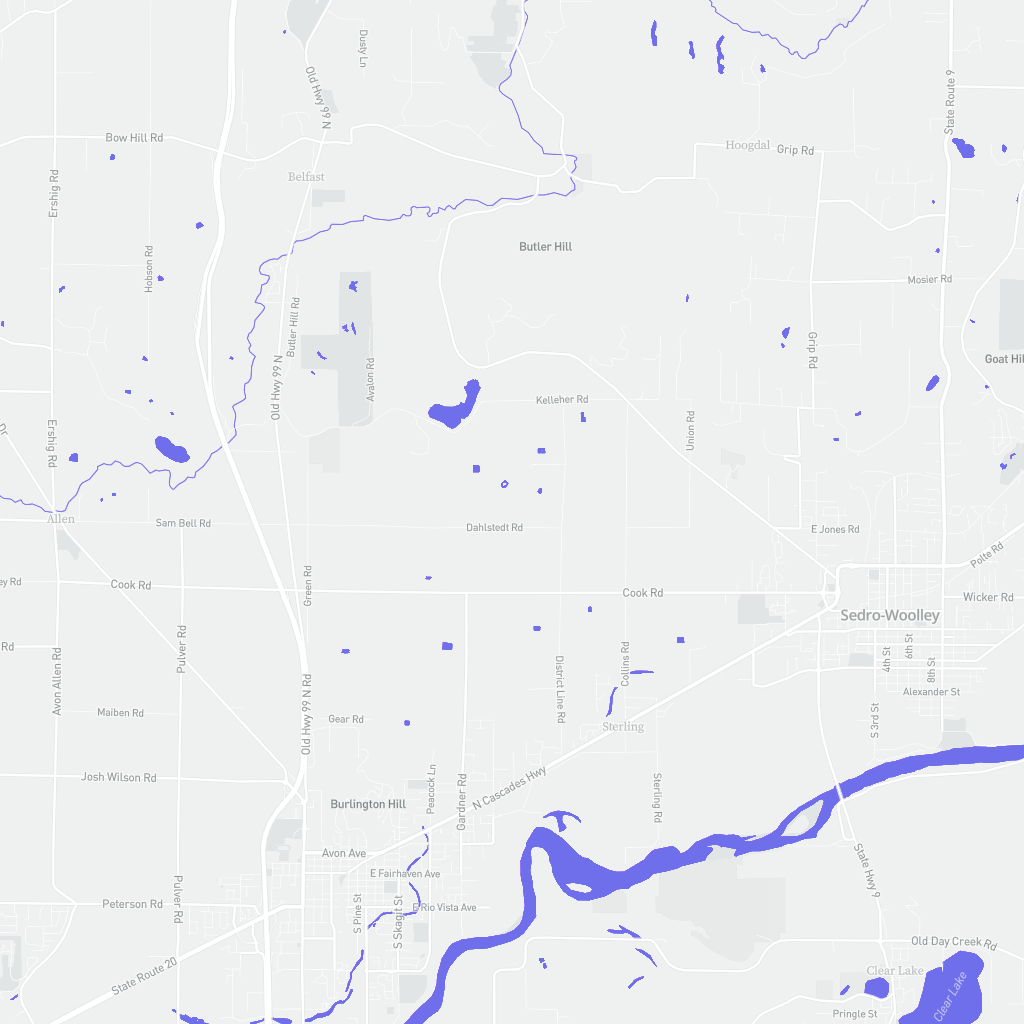 Dusty Ln
Old Hwy 99 N
State Route 9
Bow Hill Rd
Hoogdal
Grip Rd
Belfast
Ershig Rd
Butler Hill
Hobson Rd
Mosier Rd
Butler Hill Rd
Grip Rd
Goat Hil
Old Hwy 99 N
Avalon Rd
Kelleher Rd
Union Rd
Dr
Ershig Rd
Allen
Sam Bell Rd
Dahlstedt Rd
E Jones Rd
Polte Rd
ey Rd
Cook Rd
Green Rd
Cook Rd
Wicker Rd
Sedro-Woolley
Rd
Pulver Rd
Avon Allen Rd
District Line Rd
Collins Rd
4th St
6th St
8th St
Alexander St
Old Hwy 99 N Rd
Maiben Rd
Gear Rd
Sterling
S 3rd St
Josh Wilson Rd
Peacock Ln
Gardner Rd
N Cascades Hwy
Sterling Rd
Burlington Hill
Avon Ave
E Fairhaven Ave
State Hwy 9
Pulver Rd
Peterson Rd
S Pine St
S Skagit St
E Rio Vista Ave
Old Day Creek Rd
State Route 20
Clear Lake
Clear Lake
Pringle St